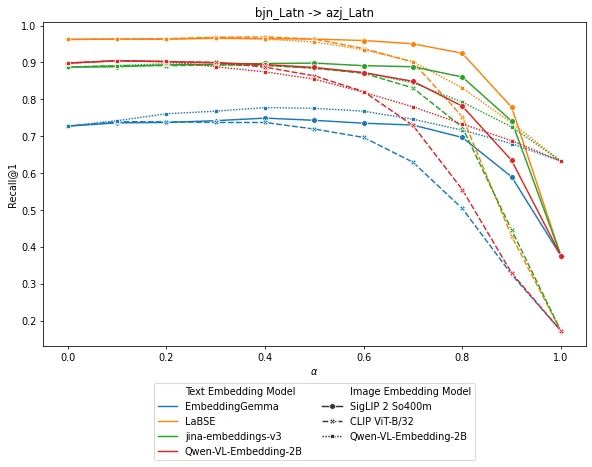 bjn_Latn -> azj_Latn
1.0
0.9
0.8
0.7
0.6
0.5
0.4
0.3
0.2
Recall@1
0.0 0.2 0.4 0.6 0.8 1.0
α
Text Embedding Model Image Embedding Model
EmbeddingGemma SigLIP 2 So400m
LaBSE CLIP ViT-B/32
jina-embeddings-v3 Qwen-VL-Embedding-2B
Qwen-VL-Embedding-2B